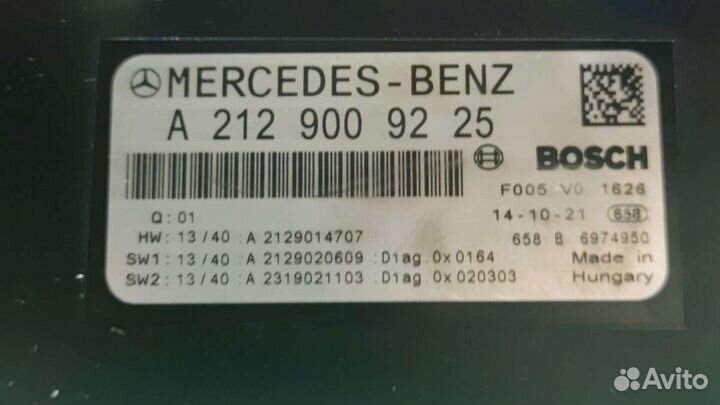 MERCEDES-BENZ
A 212 900 92 25
BOSCH
F005 V0 1626
Q:01
14-10-21 658
HW:13/40:A 2129014707
658 B 6974950
SW1:13/40:A 2129020609:Diag.0x0164
Made in
SW2:13/40:A 2319021103:Diag.0x020303
Hungary
Avito